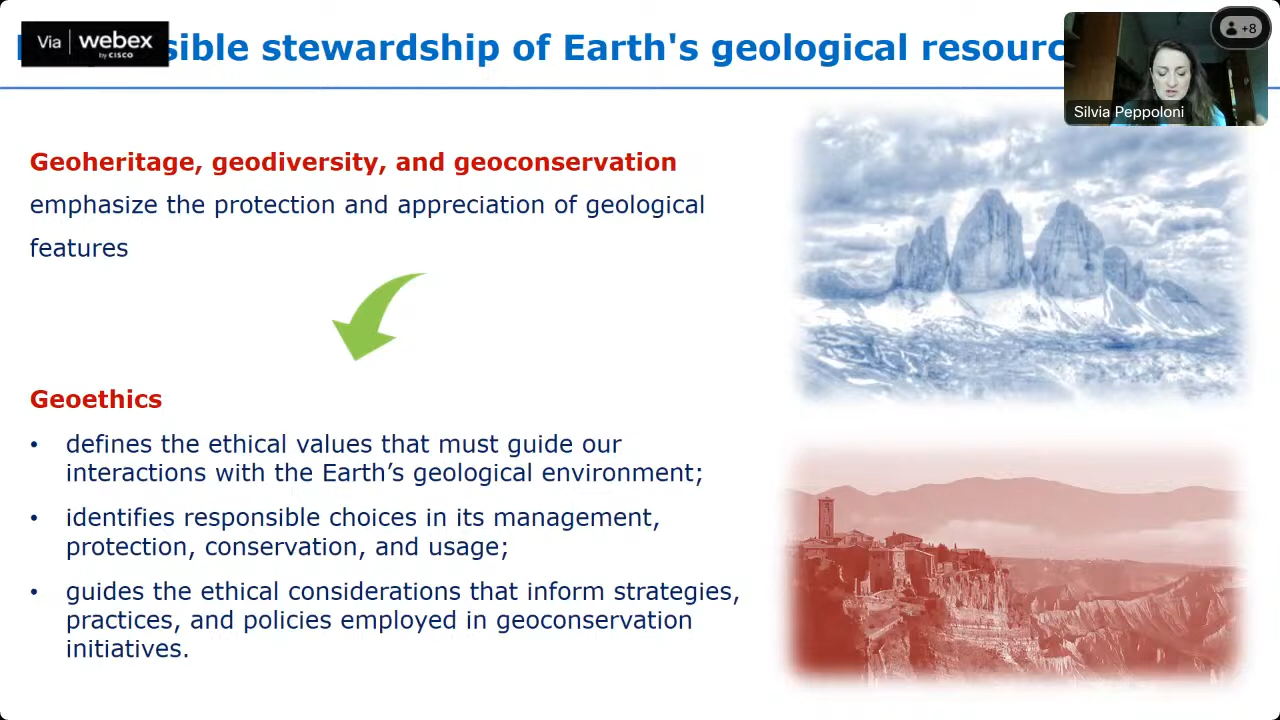 Via webex
by CISCO
sible stewardship of Earth's geological resourc
+8
Silvia Peppoloni
Geoheritage, geodiversity, and geoconservation
emphasize the protection and appreciation of geological
features
Geoethics
• defines the ethical values that must guide our
interactions with the Earth’s geological environment;
• identifies responsible choices in its management,
protection, conservation, and usage;
• guides the ethical considerations that inform strategies,
practices, and policies employed in geoconservation
initiatives.